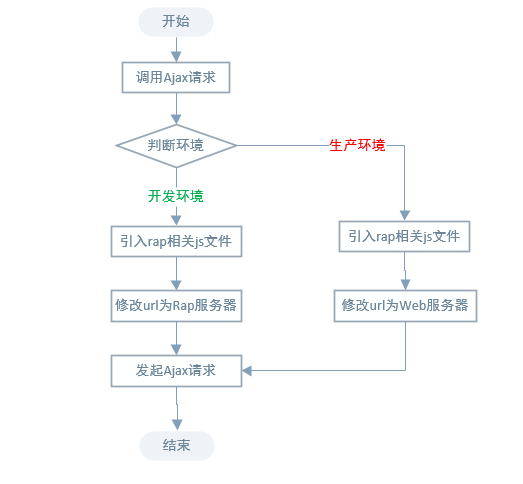 开始
调用Ajax请求
判断环境
生产环境
开发环境
引入rap相关js文件
引入rap相关js文件
修改url为Rap服务器
修改url为Web服务器
发起Ajax请求
结束